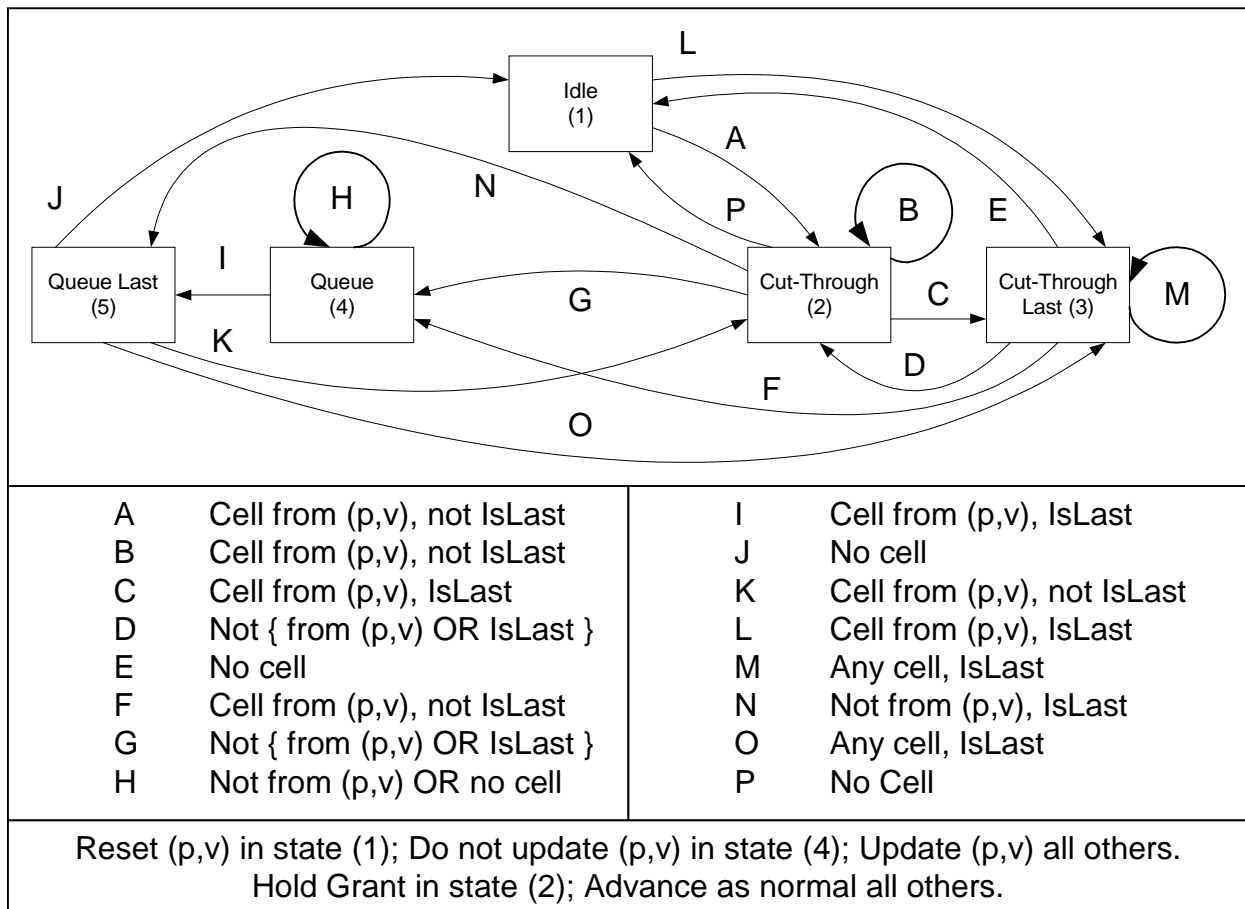 L
Idle
(1)
A
J
N
P
H
B
E
I
Queue Last
(5)
Queue
(4)
G
Cut-Through
(2)
C
Cut-Through
Last (3)
M
K
D
F
O
A Cell from (p,v), not IsLast
B Cell from (p,v), not IsLast
C Cell from (p,v), IsLast
D Not { from (p,v) OR IsLast }
E No cell
F Cell from (p,v), not IsLast
G Not { from (p,v) OR IsLast }
H Not from (p,v) OR no cell
I Cell from (p,v), IsLast
J No cell
K Cell from (p,v), not IsLast
L Cell from (p,v), IsLast
M Any cell, IsLast
N Not from (p,v), IsLast
O Any cell, IsLast
P No Cell
Reset (p,v) in state (1); Do not update (p,v) in state (4); Update (p,v) all others.
Hold Grant in state (2); Advance as normal all others.